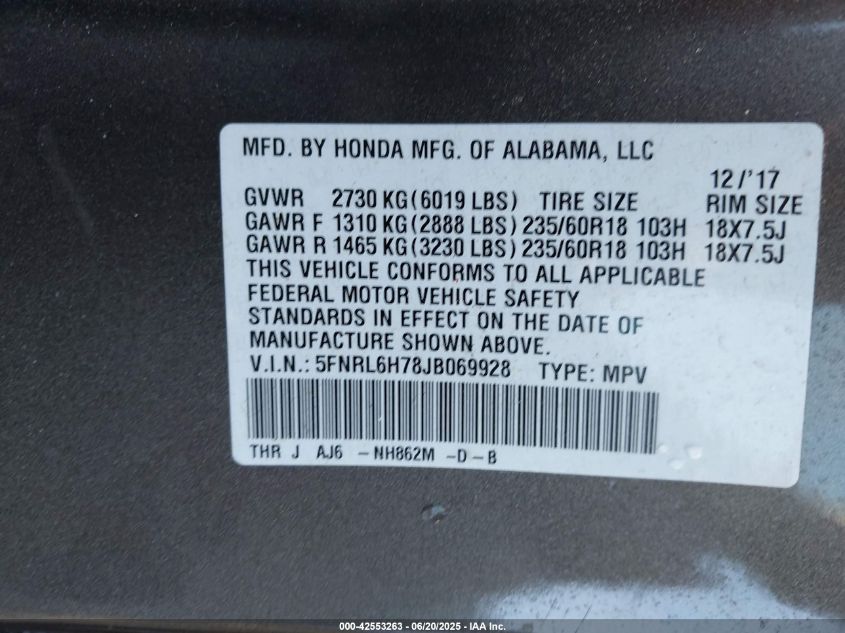 MFD. BY HONDA MFG. OF ALABAMA, LLC
12/'17
GVWR 2730 KG(6019 LBS) TIRE SIZE RIM SIZE
GAWR F 1310 KG(2888 LBS) 235/60R18 103H 18X7.5J
GAWR R 1465 KG(3230 LBS) 235/60R18 103H 18X7.5J
THIS VEHICLE CONFORMS TO ALL APPLICABLE
FEDERAL MOTOR VEHICLE SAFETY
STANDARDS IN EFFECT ON THE DATE OF
MANUFACTURE SHOWN ABOVE.
V.I.N.: 5FNRL6H78JB069928 TYPE: MPV
THR J AJ6 -NH862M -D-B
000-42553263 - 06/20/2025 - IAA Inc.